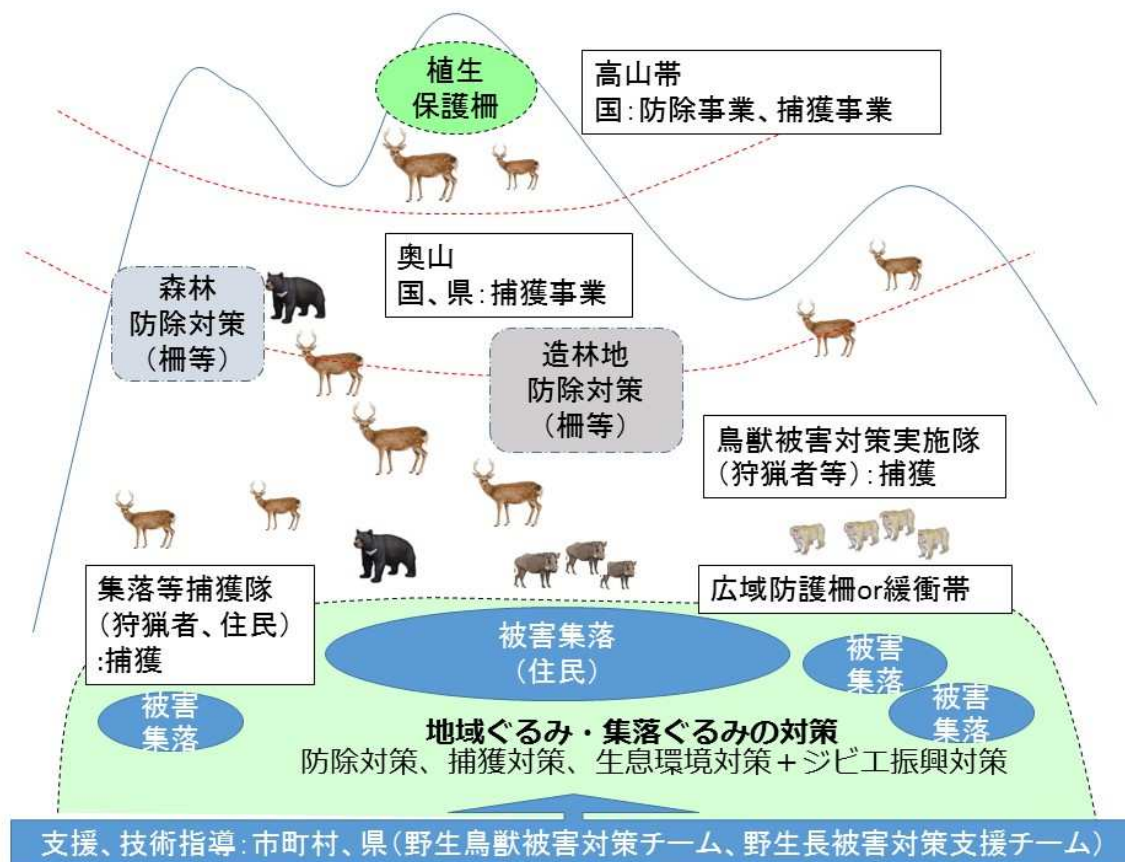 植生
保護柵
高山帯
国：防除事業、捕獲事業
奥山
国、県：捕獲事業
森林
防除対策
（柵等）
造林地
防除対策
（柵等）
鳥獣被害対策実施隊
（狩猟者等）：捕獲
集落等捕獲隊
（狩猟者、住民）
:捕獲
広域防護柵or緩衝帯
被害集落
（住民）
被害
集落
被害
集落
被害
集落
地域ぐるみ・集落ぐるみの対策
防除対策、捕獲対策、生息環境対策＋ジビエ振興対策
支援、技術指導：市町村、県（野生鳥獣被害対策チーム、野生長被害対策支援チーム）